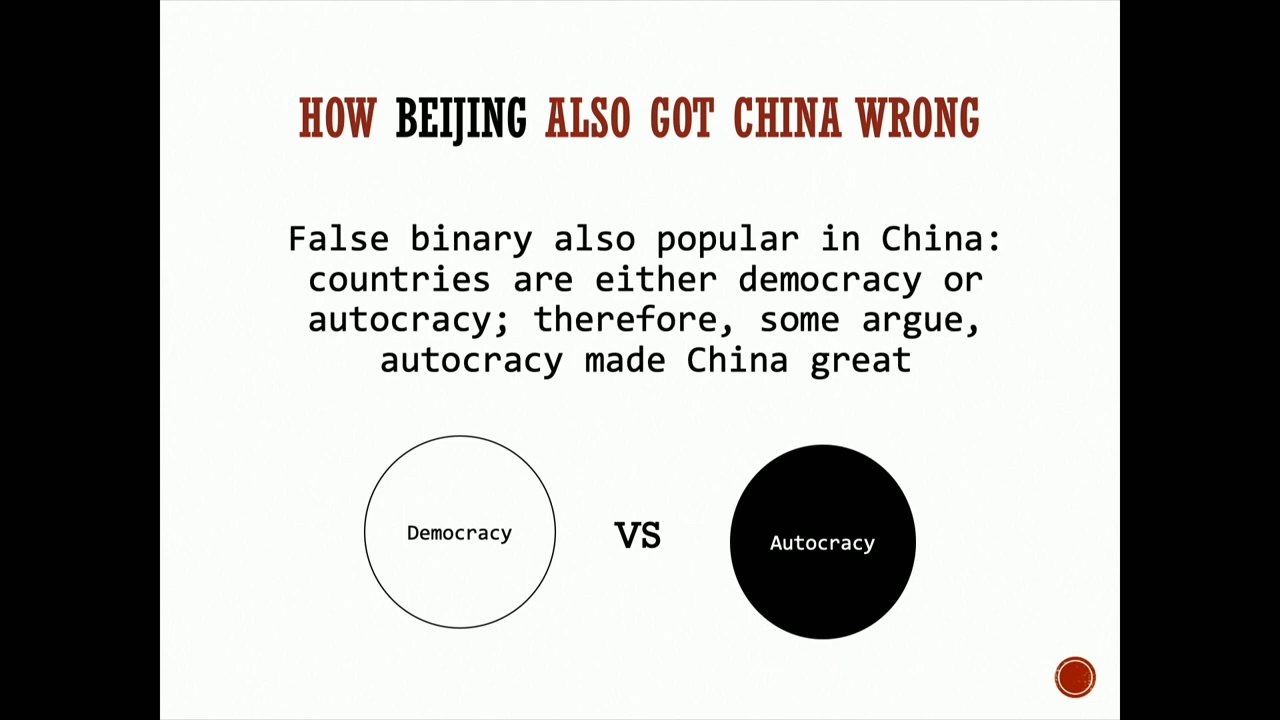 HOW BEIJING ALSO GOT CHINA WRONG
False binary also popular in China:
countries are either democracy or
autocracy; therefore, some argue,
autocracy made China great
Democracy
VS
Autocracy